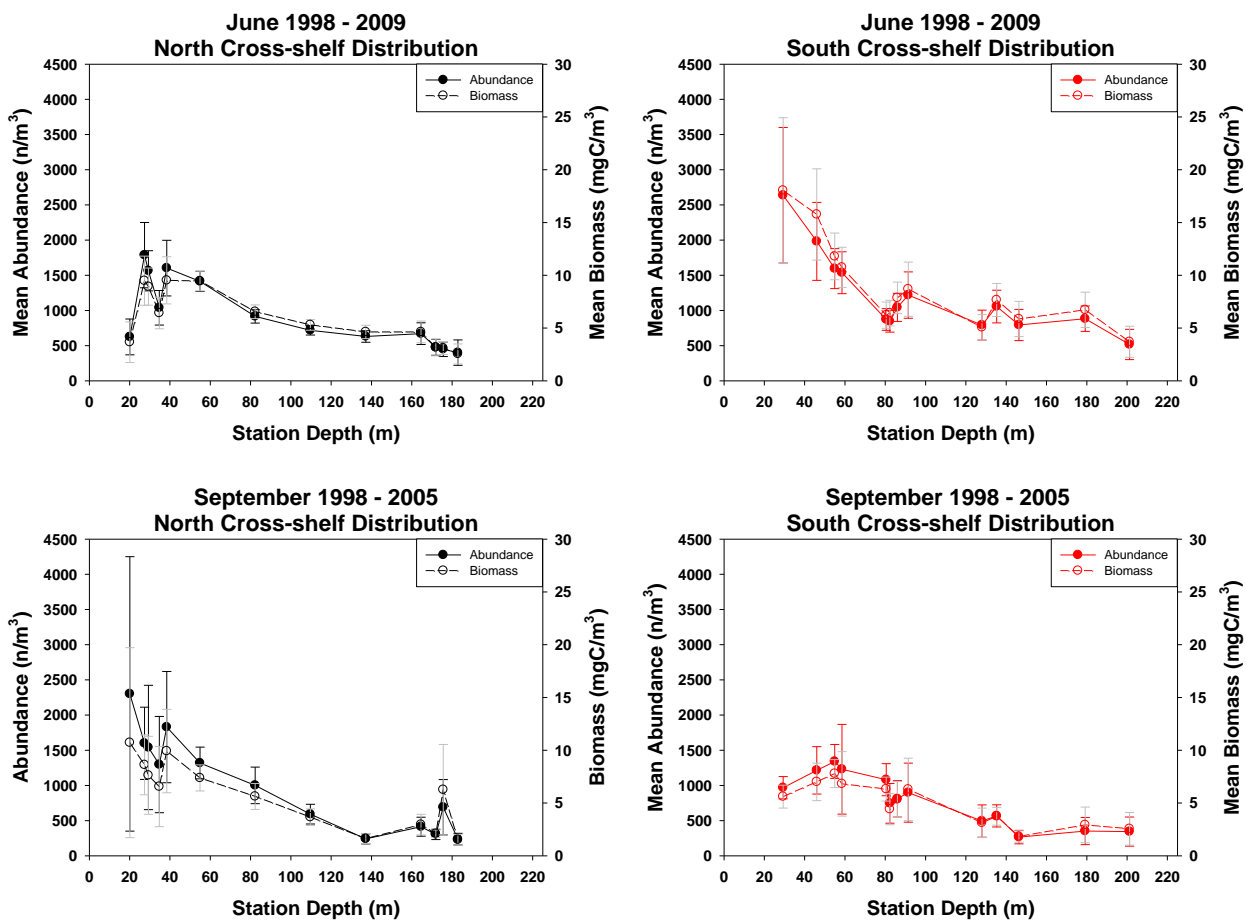 June 1998 - 2009
North Cross-shelf Distribution
Mean Abundance (n/m³)
4500
4000
3500
3000
2500
2000
1500
1000
500
0
Abundance
Biomass
30
25
20
15
10
5
0
Mean Biomass (mgC/m³)
0 20 40 60 80 100 120 140 160 180 200 220
Station Depth (m)
June 1998 - 2009
South Cross-shelf Distribution
Mean Abundance (n/m³)
4500
4000
3500
3000
2500
2000
1500
1000
500
0
Abundance
Biomass
30
25
20
15
10
5
0
Mean Biomass (mgC/m³)
0 20 40 60 80 100 120 140 160 180 200 220
Station Depth (m)
September 1998 - 2005
North Cross-shelf Distribution
Abundance (n/m³)
4500
4000
3500
3000
2500
2000
1500
1000
500
0
Abundance
Biomass
30
25
20
15
10
5
0
Biomass (mgC/m³)
0 20 40 60 80 100 120 140 160 180 200 220
Station Depth (m)
September 1998 - 2005
South Cross-shelf Distribution
Mean Abundance (n/m³)
4500
4000
3500
3000
2500
2000
1500
1000
500
0
Abundance
Biomass
30
25
20
15
10
5
0
Mean Biomass (mgC/m³)
0 20 40 60 80 100 120 140 160 180 200 220
Station Depth (m)